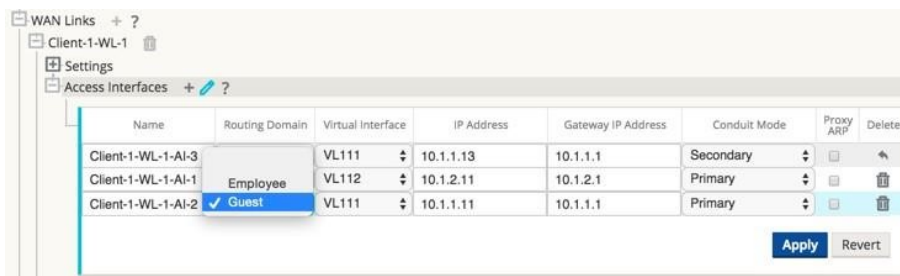 WAN Links + ?
Client-1-WL-1
Settings
Access Interfaces + ?
Name Routing Domain Virtual Interface IP Address Gateway IP Address Conduit Mode Proxy ARP Delete
Client-1-WL-1-AI-3 VL111 10.1.1.13 10.1.1.1 Secondary
Client-1-WL-1-AI-1 Employee VL112 10.1.2.11 10.1.2.1 Primary
Client-1-WL-1-AI-2 ✓ Guest VL111 10.1.1.11 10.1.1.1 Primary
Apply Revert